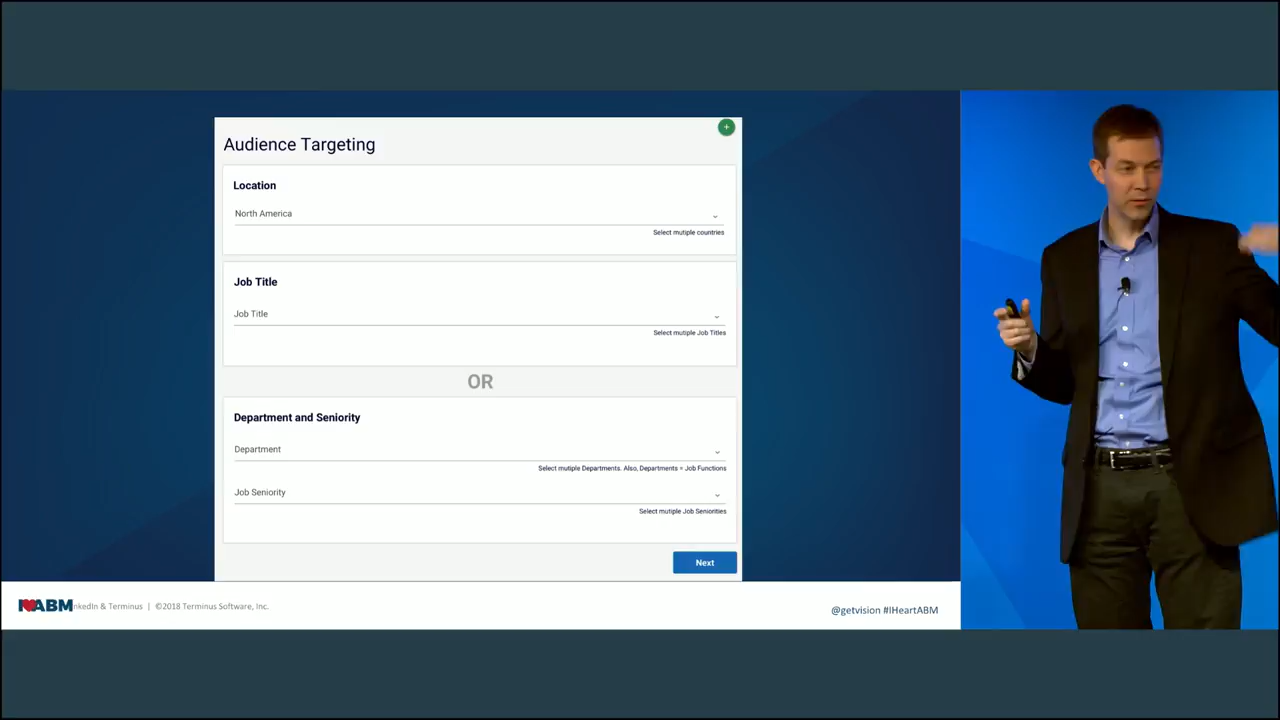 +
Audience Targeting
Location
North America
Select mutiple countries
Job Title
Job Title
Select mutiple Job Titles
OR
Department and Seniority
Department
Select mutiple Departments. Also, Departments = Job Functions
Job Seniority
Select mutiple Job Seniorities
Next
I ABM nkedIn & Terminus | ©2018 Terminus Software, Inc.
@getvision #IHeartABM